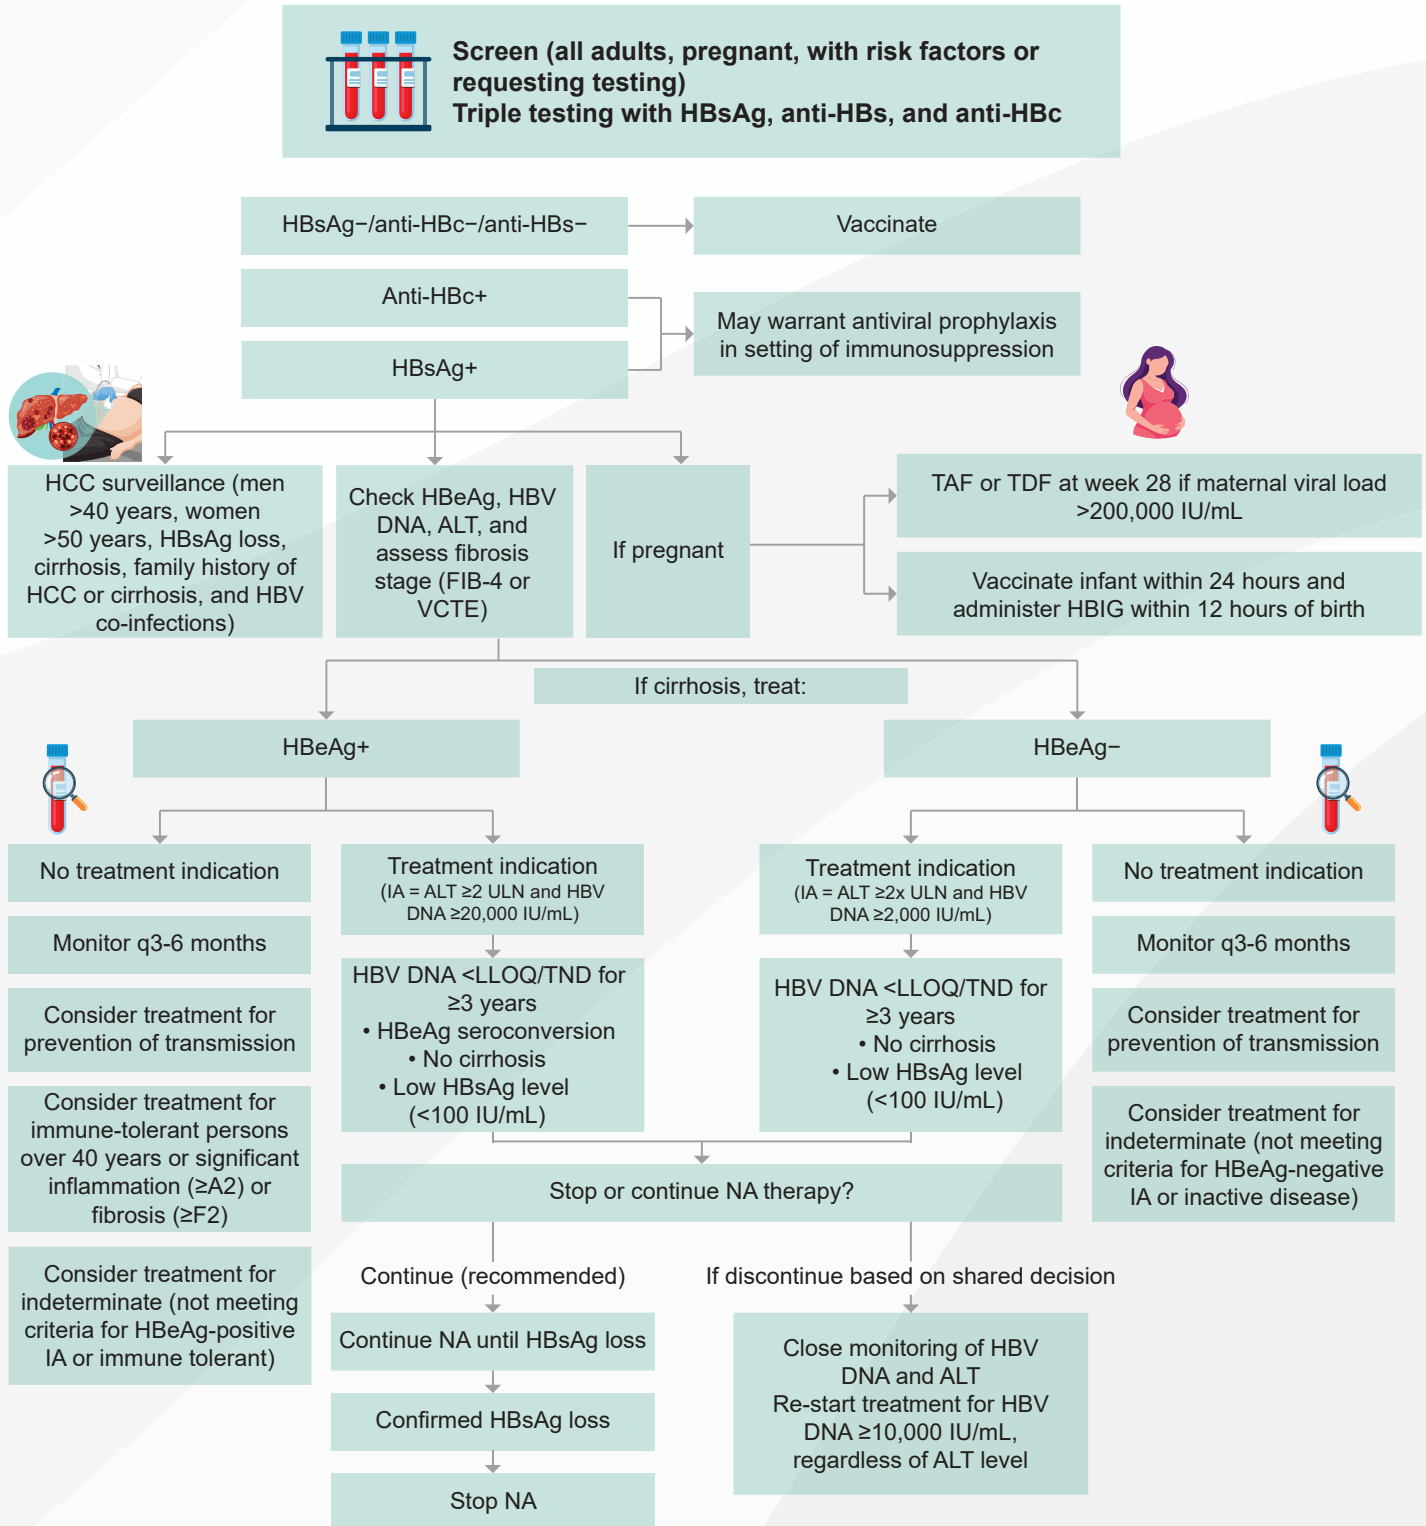 Screen (all adults, pregnant, with risk factors or
requesting testing)
Triple testing with HBsAg, anti-HBs, and anti-HBc
HBsAg−/anti-HBc−/anti-HBs−
Vaccinate
Anti-HBc+
HBsAg+
May warrant antiviral prophylaxis
in setting of immunosuppression
HCC surveillance (men
>40 years, women
>50 years, HBsAg loss,
cirrhosis, family history of
HCC or cirrhosis, and HBV
co-infections)
Check HBeAg, HBV
DNA, ALT, and
assess fibrosis
stage (FIB-4 or
VCTE)
If pregnant
TAF or TDF at week 28 if maternal viral load
>200,000 IU/mL
Vaccinate infant within 24 hours and
administer HBIG within 12 hours of birth
If cirrhosis, treat:
HBeAg+
HBeAg−
No treatment indication
Monitor q3-6 months
Consider treatment for
prevention of transmission
Consider treatment for
immune-tolerant persons
over 40 years or significant
inflammation (≥A2) or
fibrosis (≥F2)
Consider treatment for
indeterminate (not meeting
criteria for HBeAg-positive
IA or immune tolerant)
Treatment indication
(IA = ALT ≥2 ULN and HBV
DNA ≥20,000 IU/mL)
HBV DNA <LLOQ/TND for
≥3 years
• HBeAg seroconversion
• No cirrhosis
• Low HBsAg level
(<100 IU/mL)
Treatment indication
(IA = ALT ≥2x ULN and HBV
DNA ≥2,000 IU/mL)
HBV DNA <LLOQ/TND for
≥3 years
• No cirrhosis
• Low HBsAg level
(<100 IU/mL)
No treatment indication
Monitor q3-6 months
Consider treatment for
prevention of transmission
Consider treatment for
indeterminate (not meeting
criteria for HBeAg-negative
IA or inactive disease)
Stop or continue NA therapy?
Continue (recommended)
Continue NA until HBsAg loss
Confirmed HBsAg loss
Stop NA
If discontinue based on shared decision
Close monitoring of HBV
DNA and ALT
Re-start treatment for HBV
DNA ≥10,000 IU/mL,
regardless of ALT level